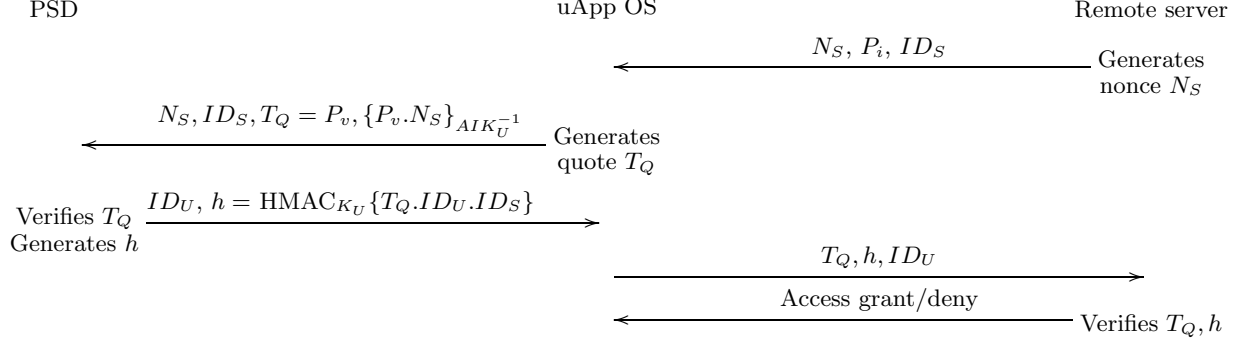 PSD uApp OS Remote server
N_S, P_i, ID_S
Generates
nonce N_S
N_S, ID_S, T_Q = P_v, {P_v.N_S}_{AIK_U^{-1}}
Generates
quote T_Q
ID_U, h = HMAC_{K_U}{T_Q.ID_U.ID_S}
Verifies T_Q
Generates h
T_Q, h, ID_U
Access grant/deny
Verifies T_Q, h